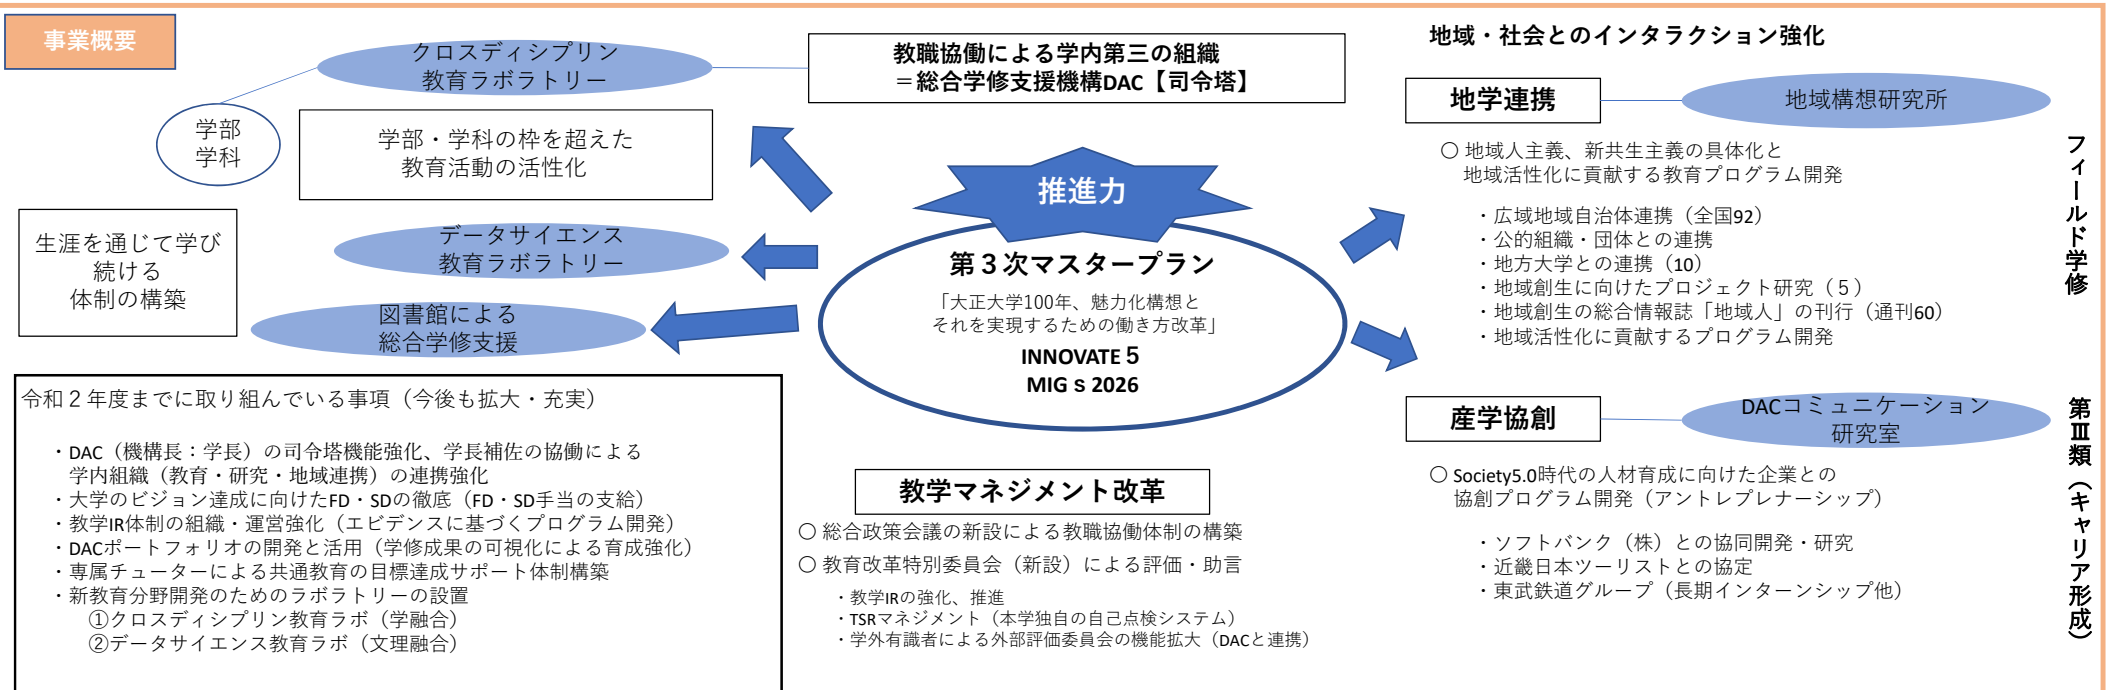 事業概要
クロスディシプリン
教育ラボラトリー
学部
学科
学部・学科の枠を超えた
教育活動の活性化
教職協働による学内第三の組織
＝総合学修支援機構DAC【司令塔】
生涯を通じて学び
続ける
体制の構築
データサイエンス
教育ラボラトリー
図書館による
総合学修支援
推進力
第３次マスタープラン
「大正大学100年、魅力化構想と
それを実現するための働き方改革」
INNOVATE 5
MIGｓ2026
令和２年度までに取り組んでいる事項（今後も拡大・充実）
・DAC（機構長：学長）の司令塔機能強化、学長補佐の協働による
学内組織（教育・研究・地域連携）の連携強化
・大学のビジョン達成に向けたFD・SDの徹底（FD・SD手当の支給）
・教学IR体制の組織・運営強化（エビデンスに基づくプログラム開発）
・DACポートフォリオの開発と活用（学修成果の可視化による育成強化）
・専属チューターによる共通教育の目標達成サポート体制構築
・新教育分野開発のためのラボラトリーの設置
①クロスディシプリン教育ラボ（学融合）
②データサイエンス教育ラボ（文理融合）
教学マネジメント改革
〇 総合政策会議の新設による教職協働体制の構築
〇 教育改革特別委員会（新設）による評価・助言
・教学IRの強化、推進
・TSRマネジメント（本学独自の自己点検システム）
・学外有識者による外部評価委員会の機能拡大（DACと連携）
地域・社会とのインタラクション強化
地学連携
地域構想研究所
〇 地域人主義、新共生主義の具体化と
地域活性化に貢献する教育プログラム開発
・広域地域自治体連携（全国92）
・公的組織・団体との連携
・地方大学との連携（10）
・地域創生に向けたプロジェクト研究（５）
・地域創生の総合情報誌「地域人」の刊行（通刊60）
・地域活性化に貢献するプログラム開発
産学協創
DACコミュニケーション
研究室
〇 Society5.0時代の人材育成に向けた企業との
協創プログラム開発（アントレプレナーシップ）
・ソフトバンク（株）との協同開発・研究
・近畿日本ツーリストとの協定
・東武鉄道グループ（長期インターンシップ他）
フィールド学修
第Ⅲ類（キャリア形成）